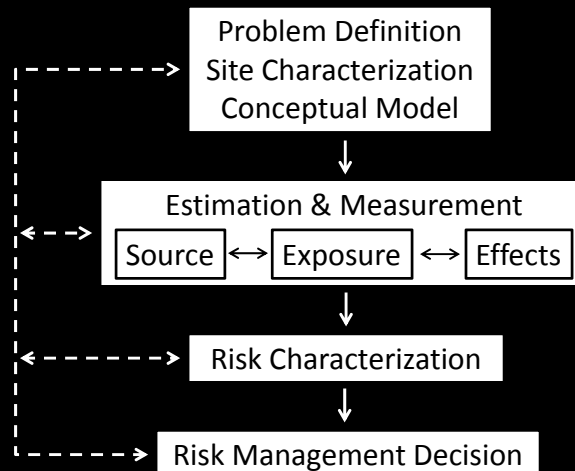 Problem Definition
Site Characterization
Conceptual Model
Estimation & Measurement
Source
Exposure
Effects
Risk Characterization
Risk Management Decision